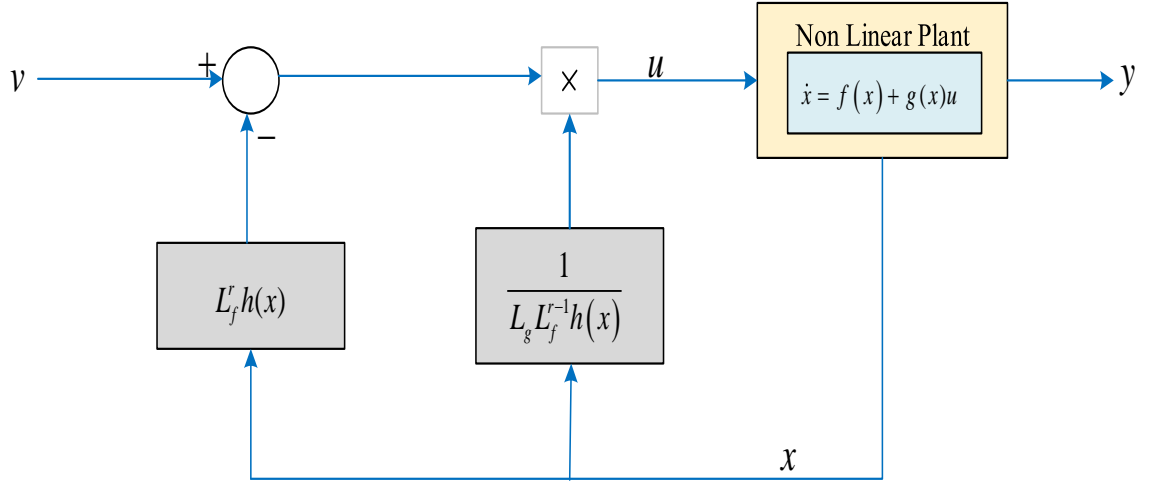 Non Linear Plant
v
+
−
×
u
ẋ = f(x) + g(x)u
y
L_f^r h(x)
1
L_g L_f^{r−1} h(x)
x